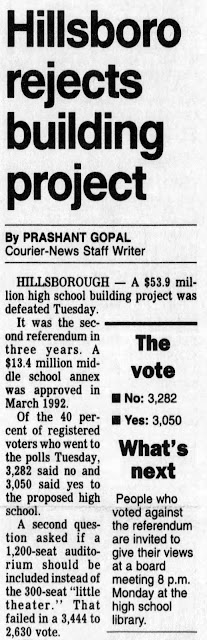 Hillsboro
rejects
building
project
By PRASHANT GOPAL
Courier-News Staff Writer
HILLSBOROUGH — A $53.9 mil-
lion high school building project was
defeated Tuesday.
It was the sec-
ond referendum in
three years. A
$13.4 million mid-
dle school annex
was approved in
March 1992.
Of the 40 per-
cent of registered
voters who went to
the polls Tuesday,
3,282 said no and
3,050 said yes to
the proposed high
school.
A second ques-
tion asked if a
1,200-seat audito-
rium should be
included instead of
the 300-seat "little
theater." That
failed in a 3,444 to
2,630 vote.
The
vote
■ No: 3,282
■ Yes: 3,050
What's
next
People who
voted against
the referendum
are invited to
give their views
at a board
meeting 8 p.m.
Monday at the
high school
library.